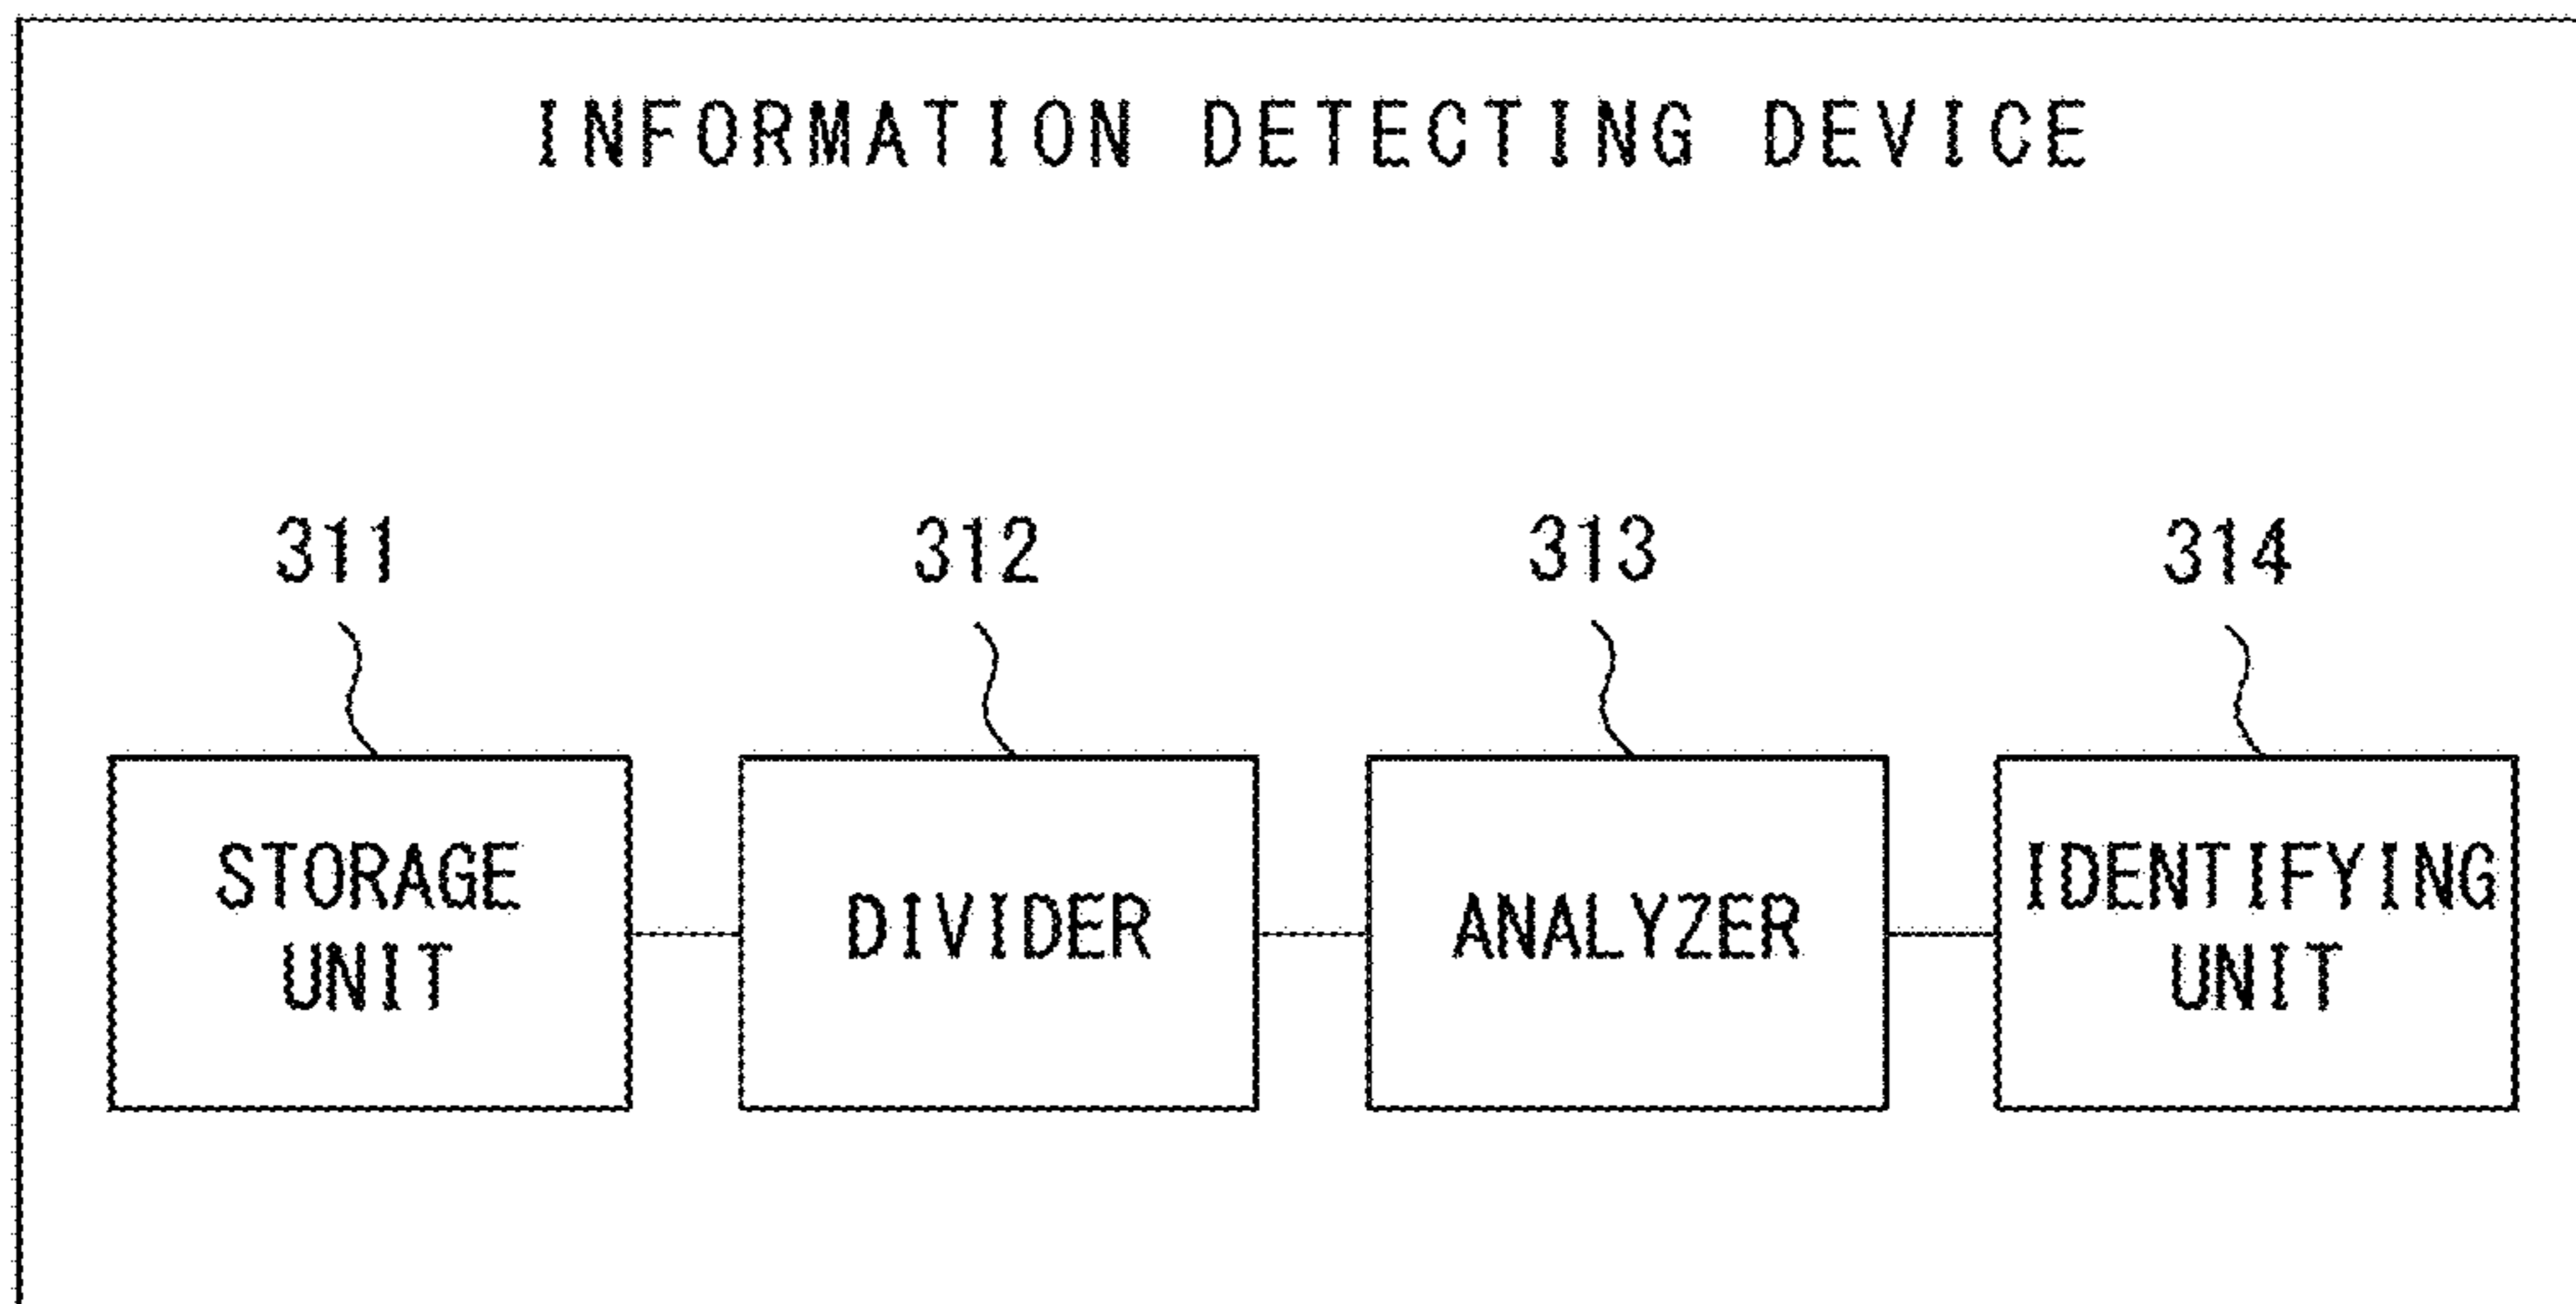 INFORMATION DETECTING DEVICE
311 312 313 314
STORAGE UNIT
DIVIDER
ANALYZER
IDENTIFYING UNIT